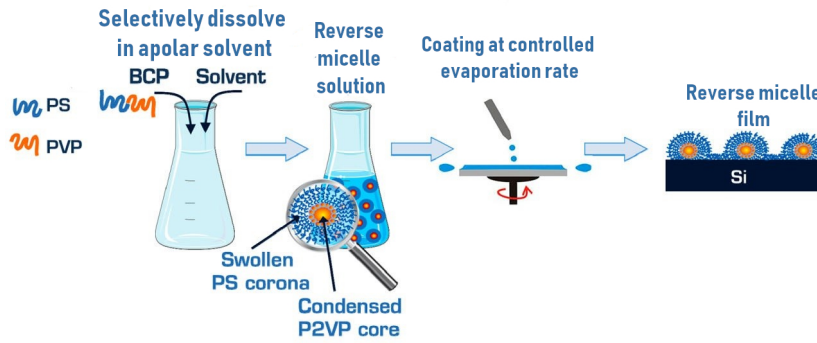 Selectively dissolve
in apolar solvent
BCP Solvent
PS
PVP
Reverse
micelle
solution
Swollen
PS corona
Condensed
P2VP core
Coating at controlled
evaporation rate
Reverse micelle
film
Si